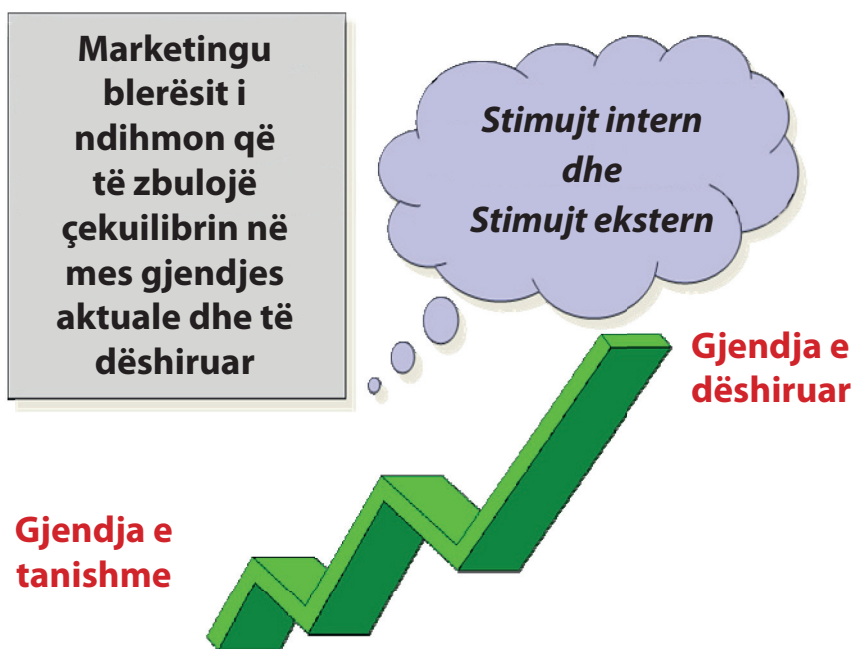 Marketingu
blerësit i
ndihmon që
të zbulojë
çekuilibrin në
mes gjendjes
aktuale dhe të
dëshiruar
Stimujt intern
dhe
Stimujt ekstern
Gjendja e
dëshiruar
Gjendja e
tanishme